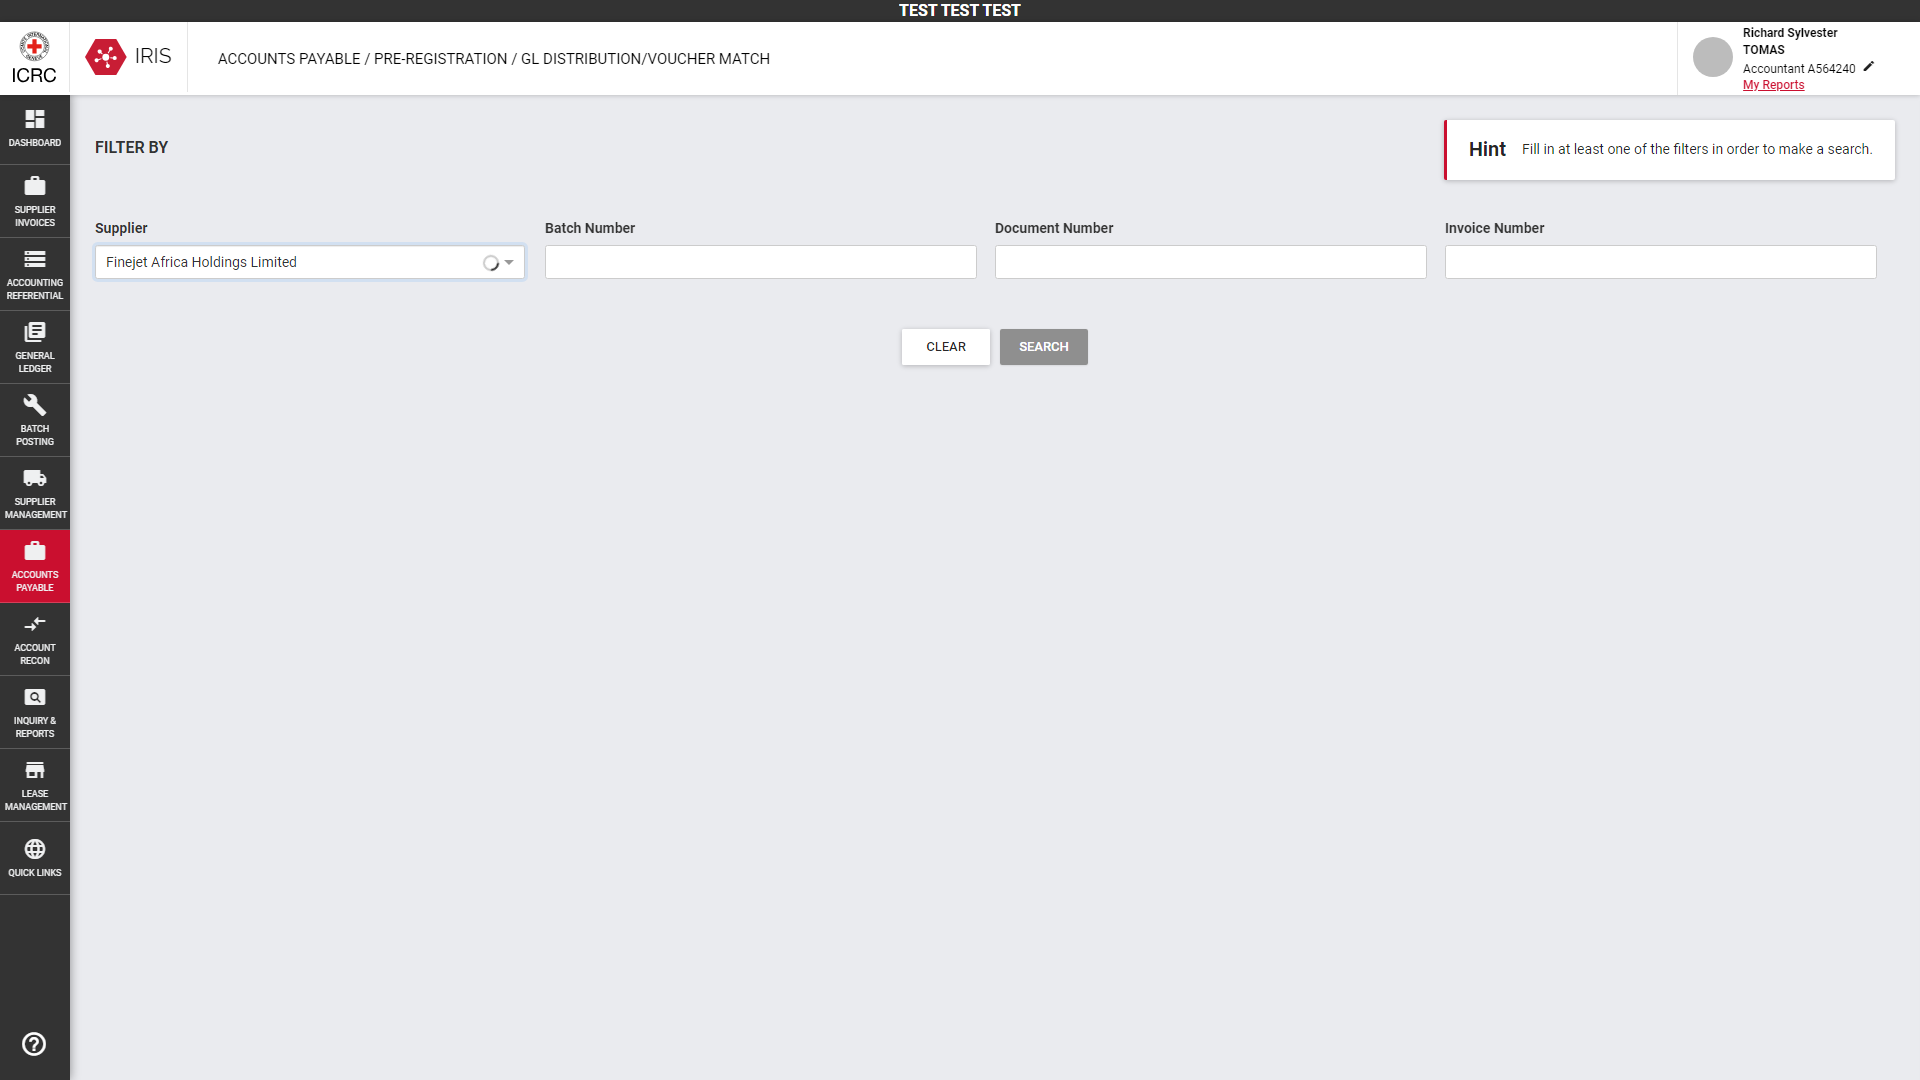 TEST TEST TEST
ICRC
IRIS
ACCOUNTS PAYABLE / PRE-REGISTRATION / GL DISTRIBUTION/VOUCHER MATCH
Richard Sylvester
TOMAS
Accountant A564240
My Reports
DASHBOARD
SUPPLIER
INVOICES
ACCOUNTING
REFERENTIAL
GENERAL
LEDGER
BATCH
POSTING
SUPPLIER
MANAGEMENT
ACCOUNTS
PAYABLE
ACCOUNT
RECON
INQUIRY &
REPORTS
LEASE
MANAGEMENT
QUICK LINKS
FILTER BY
Hint Fill in at least one of the filters in order to make a search.
Supplier
Batch Number
Document Number
Invoice Number
Finejet Africa Holdings Limited
CLEAR
SEARCH